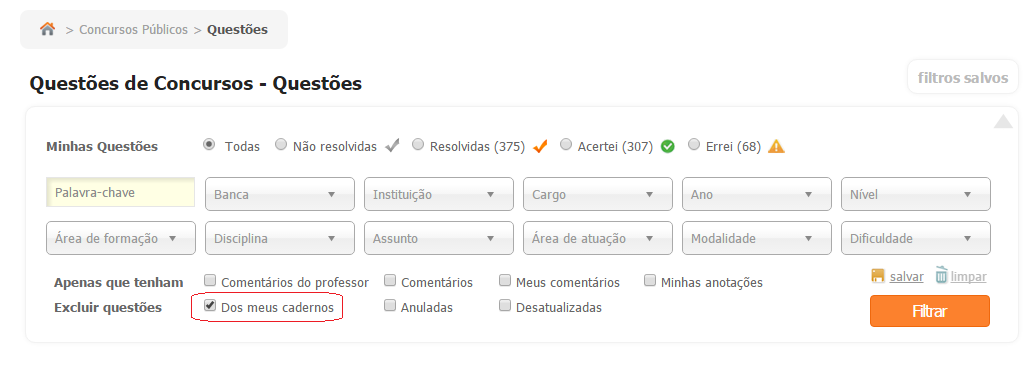 > Concursos Públicos > Questões
Questões de Concursos - Questões
filtros salvos
Minhas Questões Todas Não resolvidas Resolvidas (375) Acertei (307) Errei (68)
Palavra-chave Banca Instituição Cargo Ano Nível
Área de formação Disciplina Assunto Área de atuação Modalidade Dificuldade
Apenas que tenham Comentários do professor Comentários Meus comentários Minhas anotações salvar limpar
Excluir questões Dos meus cadernos Anuladas Desatualizadas Filtrar